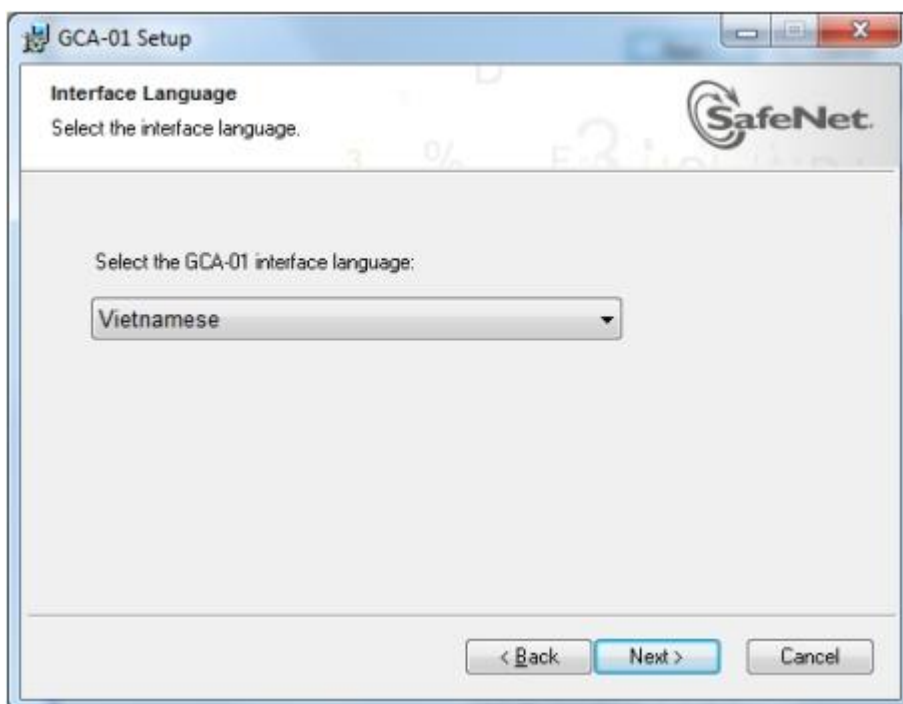 GCA-01 Setup
Interface Language
Select the interface language.
SafeNet.
Select the GCA-01 interface language:
Vietnamese
< Back
Next >
Cancel